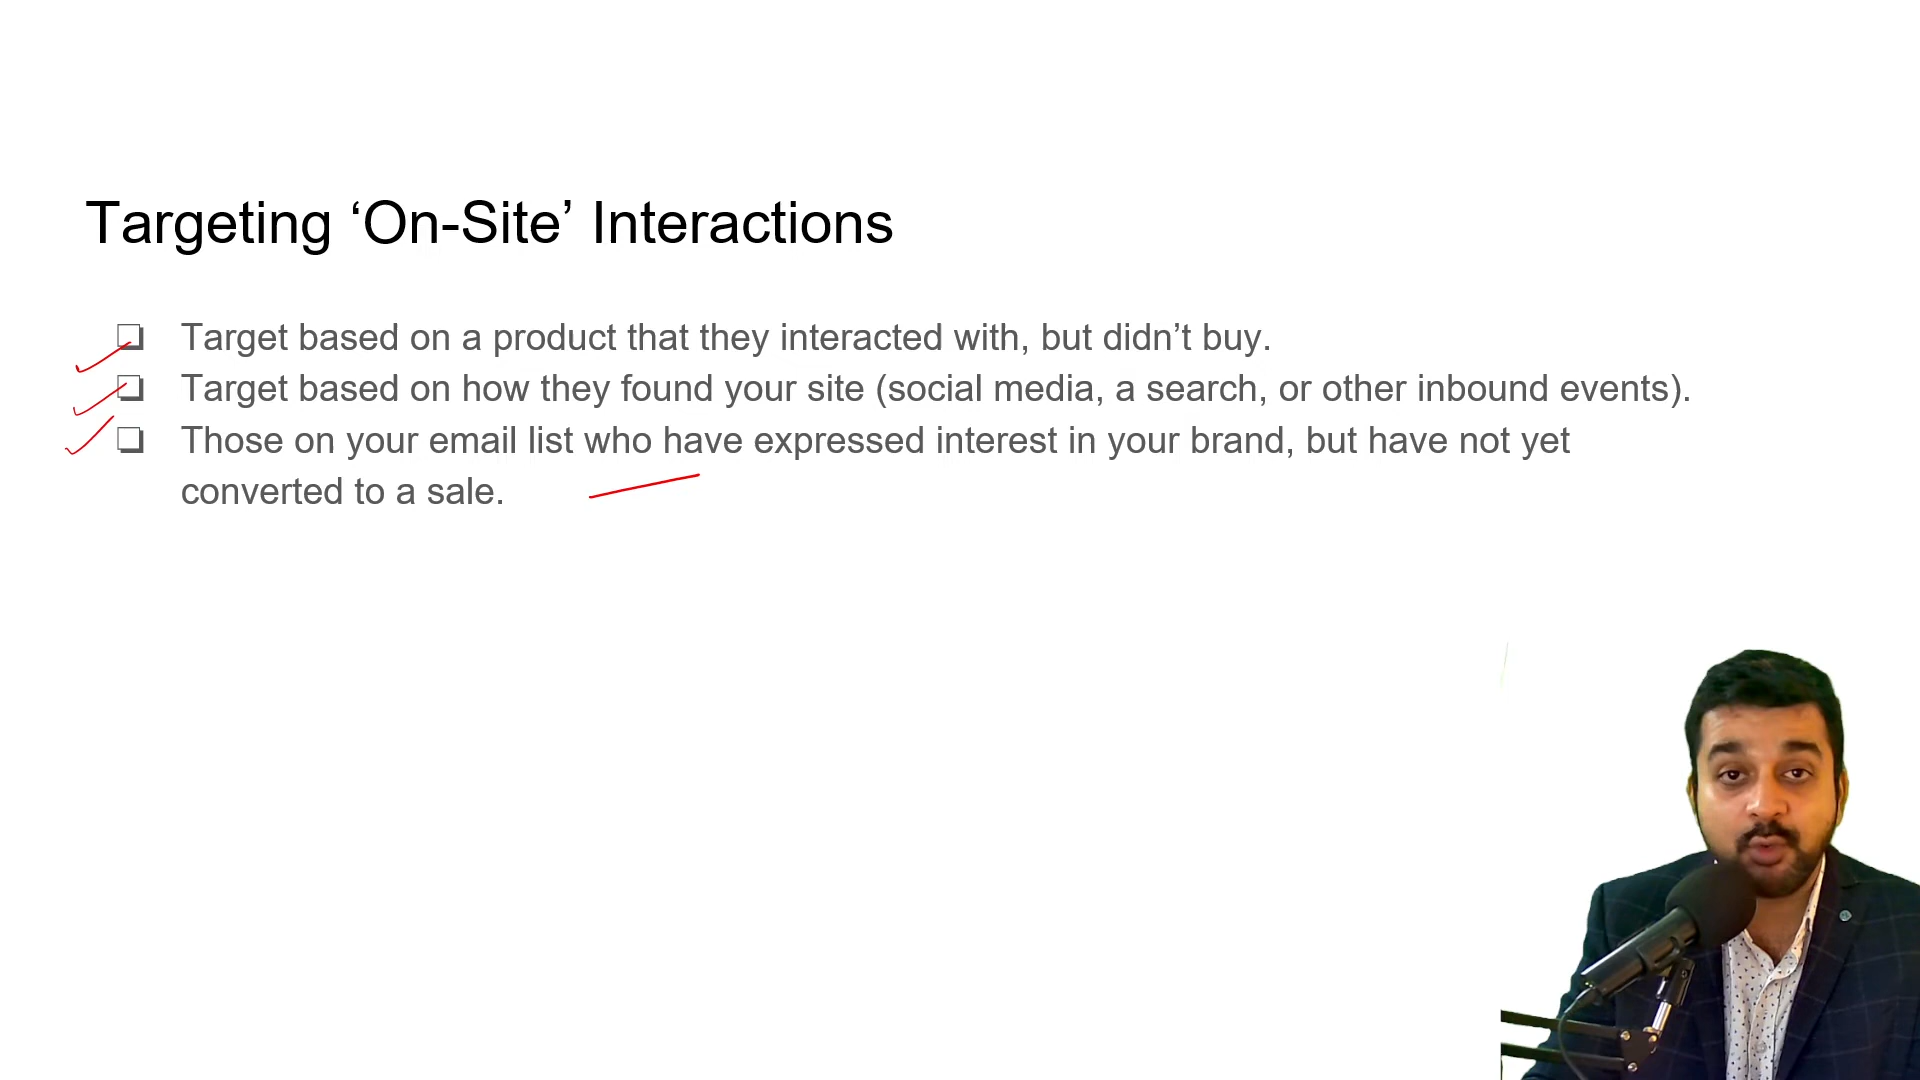 Targeting ‘On-Site’ Interactions
Target based on a product that they interacted with, but didn’t buy.
Target based on how they found your site (social media, a search, or other inbound events).
Those on your email list who have expressed interest in your brand, but have not yet
converted to a sale.